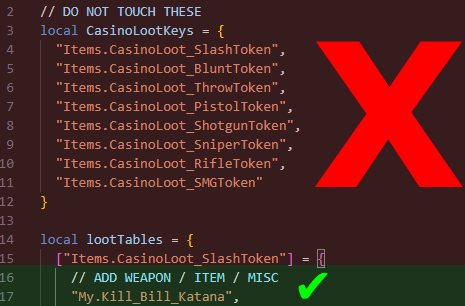 2 // DO NOT TOUCH THESE
3 local CasinoLootKeys = {
4 "Items.CasinoLoot_SlashToken",
5 "Items.CasinoLoot_BluntToken",
6 "Items.CasinoLoot_ThrowToken",
7 "Items.CasinoLoot_PistolToken",
8 "Items.CasinoLoot_ShotgunToken",
9 "Items.CasinoLoot_SniperToken",
10 "Items.CasinoLoot_RifleToken",
11 "Items.CasinoLoot_SMGToken"
12 }
13
14 local lootTables = {
15 ["Items.CasinoLoot_SlashToken"] = {
16 // ADD WEAPON / ITEM / MISC
17 "My.Kill_Bill_Katana",